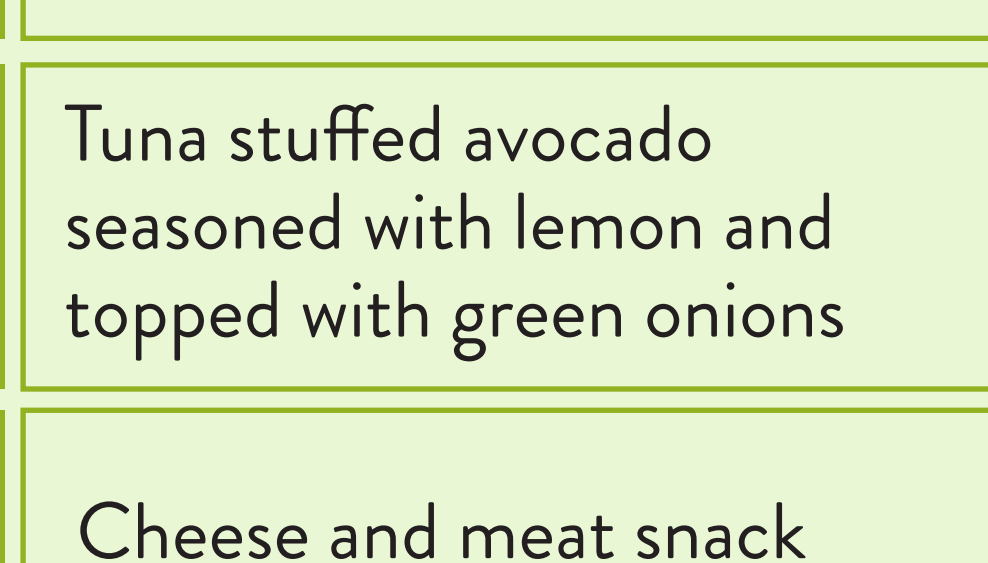 Tuna stuffed avocado
seasoned with lemon and
topped with green onions
Cheese and meat snack